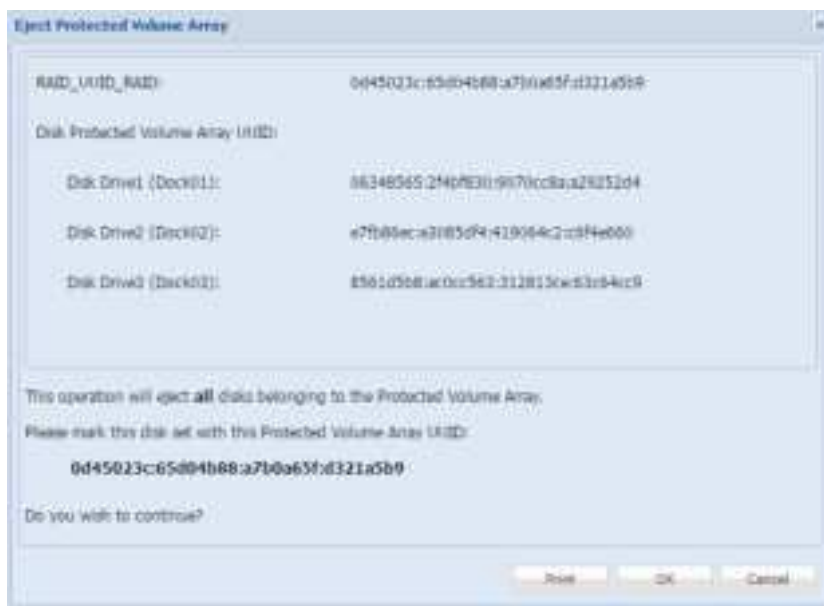 Eject Protected Volume Array
RAID_UUID_RAID: 0d45023c:65d04b88:a7b0a65f:d321a5b9
Disk Protected Volume Array UUID:
Disk Drive1 (Dock01):
Disk Drive2 (Dock02):
Disk Drive3 (Dock03):
This operation will eject all disks belonging to the Protected Volume Array.
Please mark this disk set with this Protected Volume Array UUID:
0d45023c:65d04b88:a7b0a65f:d321a5b9
Do you wish to continue?
Print OK Cancel